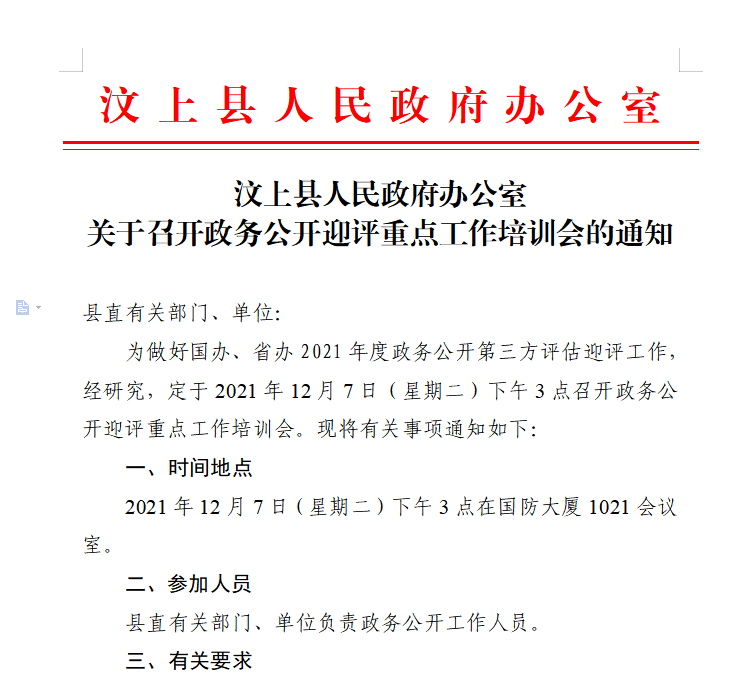 汶上县人民政府办公室
汶上县人民政府办公室
关于召开政务公开迎评重点工作培训会的通知
县直有关部门、单位：
为做好国办、省办 2021 年度政务公开第三方评估迎评工作，
经研究，定于 2021 年 12 月 7 日（星期二）下午 3 点召开政务公
开迎评重点工作培训会。现将有关事项通知如下：
一、时间地点
2021 年 12 月 7 日（星期二）下午 3 点在国防大厦 1021 会议
室。
二、参加人员
县直有关部门、单位负责政务公开工作人员。
三、有关要求